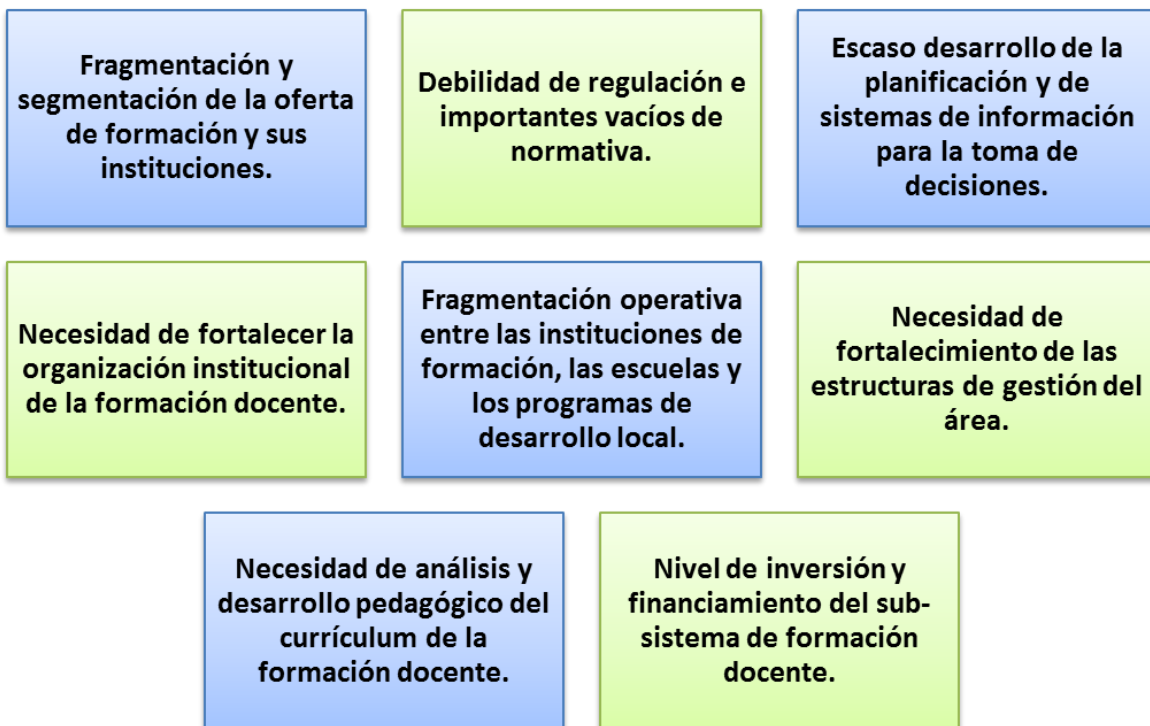 Fragmentación y
segmentación de la oferta
de formación y sus
instituciones.
Debilidad de regulación e
importantes vacíos de
normativa.
Escaso desarrollo de la
planificación y de
sistemas de información
para la toma de
decisiones.
Necesidad de fortalecer la
organización institucional
de la formación docente.
Fragmentación operativa
entre las instituciones de
formación, las escuelas y
los programas de
desarrollo local.
Necesidad de
fortalecimiento de las
estructuras de gestión del
área.
Necesidad de análisis y
desarrollo pedagógico del
currículum de la
formación docente.
Nivel de inversión y
financiamiento del sub-
sistema de formación
docente.